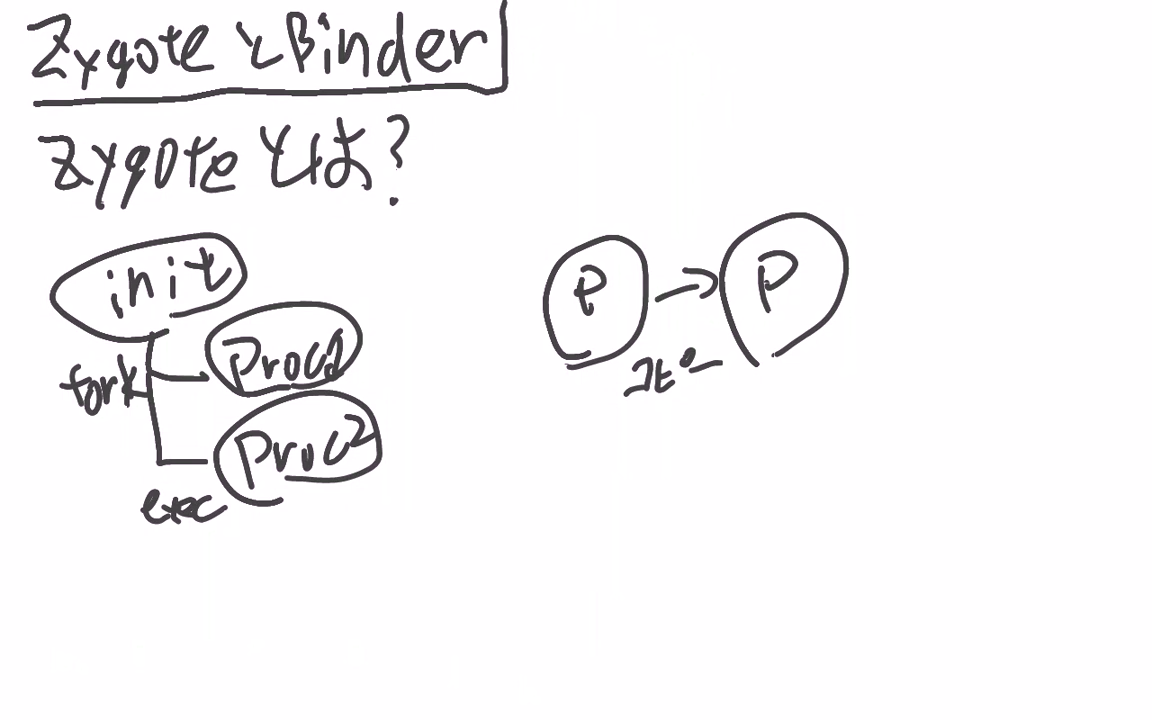 ZygoteとBinder
Zygoteとは?
init
fork
Proc1
Proc2
exec
P → P
コピー